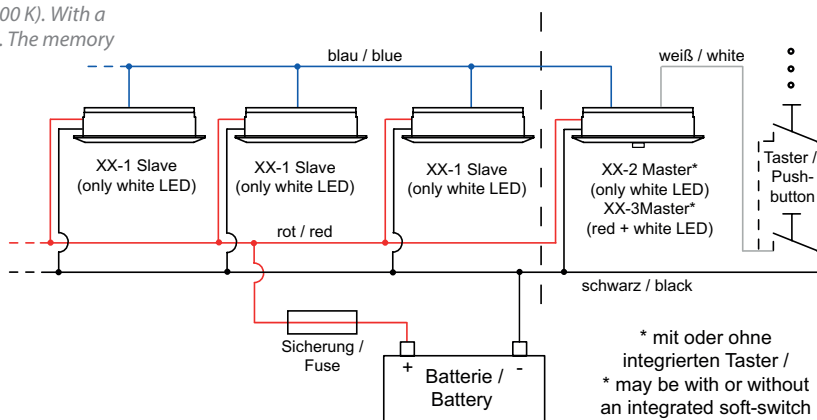 00 K). With a
. The memory
blau / blue
weiß / white
XX-1 Slave
(only white LED)
XX-1 Slave
(only white LED)
XX-1 Slave
(only white LED)
XX-2 Master*
(only white LED)
XX-3Master*
(red + white LED)
Taster /
Push-
button
rot / red
schwarz / black
Sicherung /
Fuse
+
-
Batterie /
Battery
* mit oder ohne
integrierten Taster /
* may be with or without
an integrated soft-switch